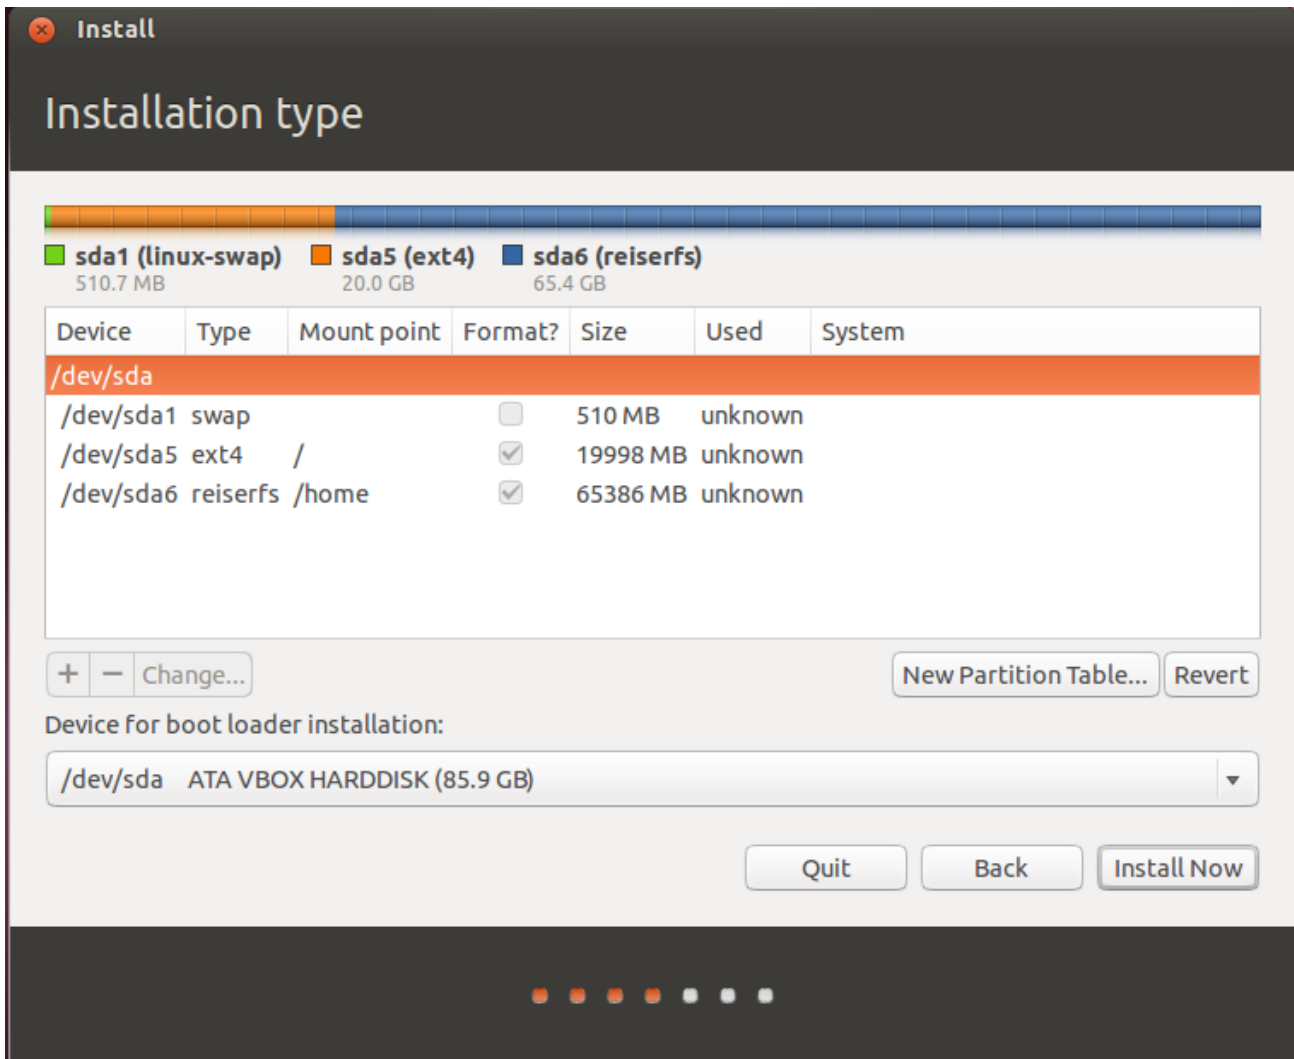 Install
Installation type
sda1 (linux-swap) sda5 (ext4) sda6 (reiserfs)
510.7 MB 20.0 GB 65.4 GB
Device Type Mount point Format? Size Used System
/dev/sda
/dev/sda1 swap 510 MB unknown
/dev/sda5 ext4 / 19998 MB unknown
/dev/sda6 reiserfs /home 65386 MB unknown
+ − Change... New Partition Table... Revert
Device for boot loader installation:
/dev/sda ATA VBOX HARDDISK (85.9 GB)
Quit Back Install Now